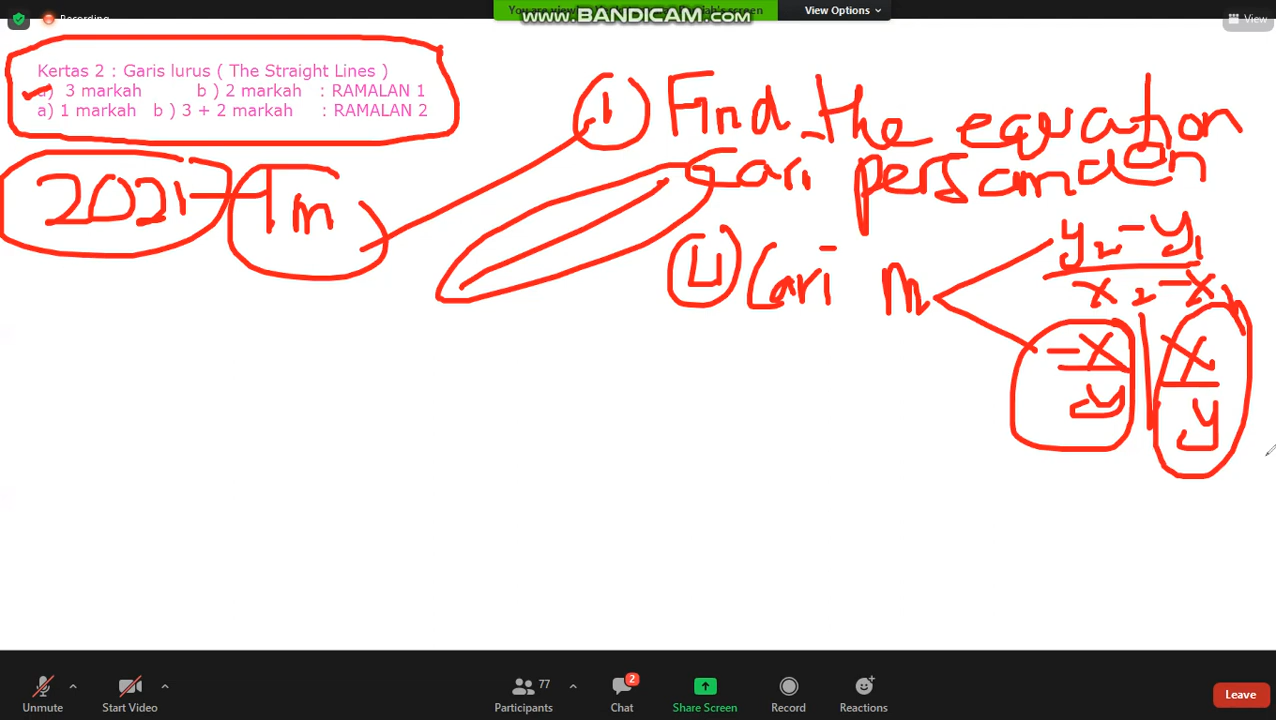 Recording
www.BANDICAM.com
View Options
View
Kertas 2 : Garis lurus ( The Straight Lines )
a) 3 markah b ) 2 markah : RAMALAN 1
a) 1 markah b ) 3 + 2 markah : RAMALAN 2
2021
1 Find the equation
Cari persamaan
Cari m
y2 - y1
x2 - x1
-x
y
x
y
Unmute
Start Video
77
Participants
2
Chat
Share Screen
Record
Reactions
Leave